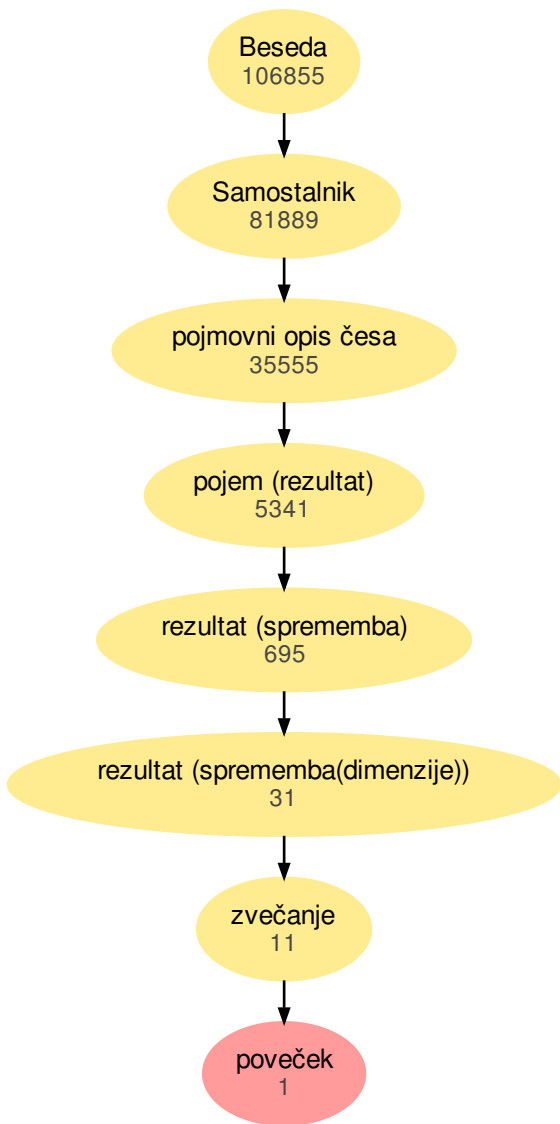 Beseda
106855
Samostalnik
81889
pojmovni opis česa
35555
pojem (rezultat)
5341
rezultat (sprememba)
695
rezultat (sprememba(dimenzije))
31
zvečanje
11
poveček
1